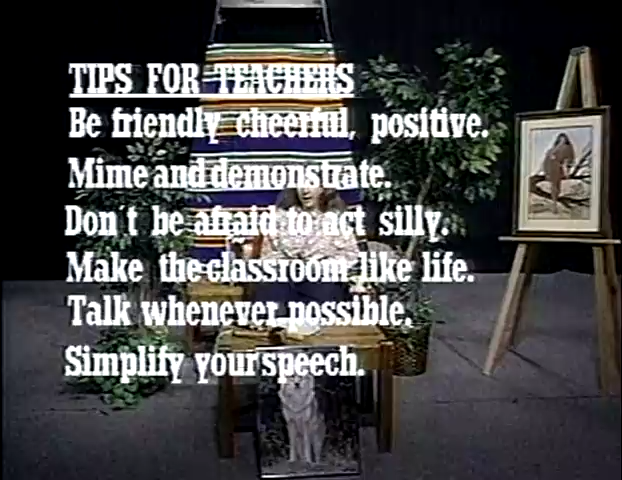 TIPS FOR TEACHERS
Be friendly cheerful, positive.
Mime and demonstrate.
Don't be afraid to act silly.
Make the classroom like life.
Talk whenever possible.
Simplify your speech.